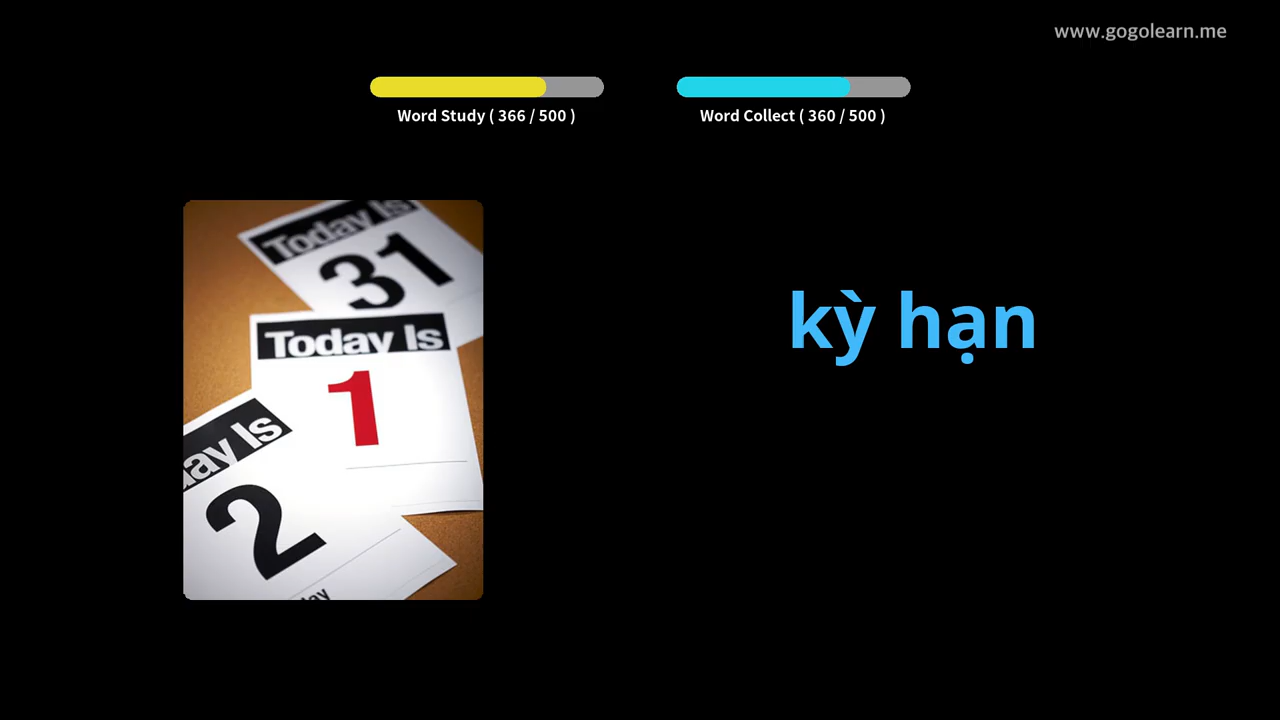 www.gogolearn.me
Word Study ( 366 / 500 )
Word Collect ( 360 / 500 )
Today Is
31
Today Is
1
ay Is
2
kỳ hạn